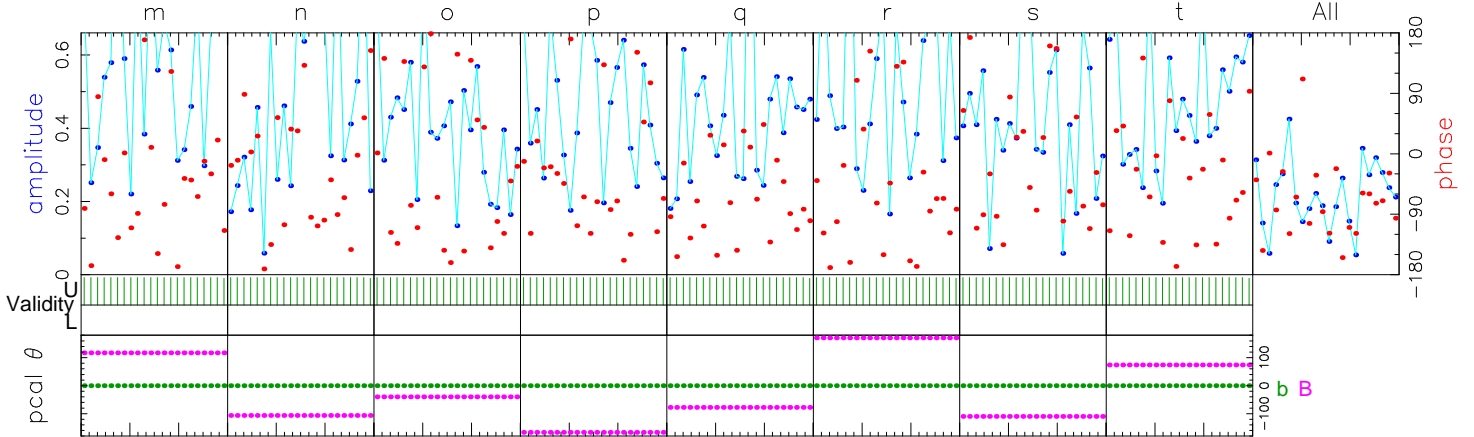 m n o p q r s t All
amplitude
0 0.2 0.4 0.6
180 90 0 -90 -180
phase
Validity
U
L
pcal θ
100 0 -100
b B